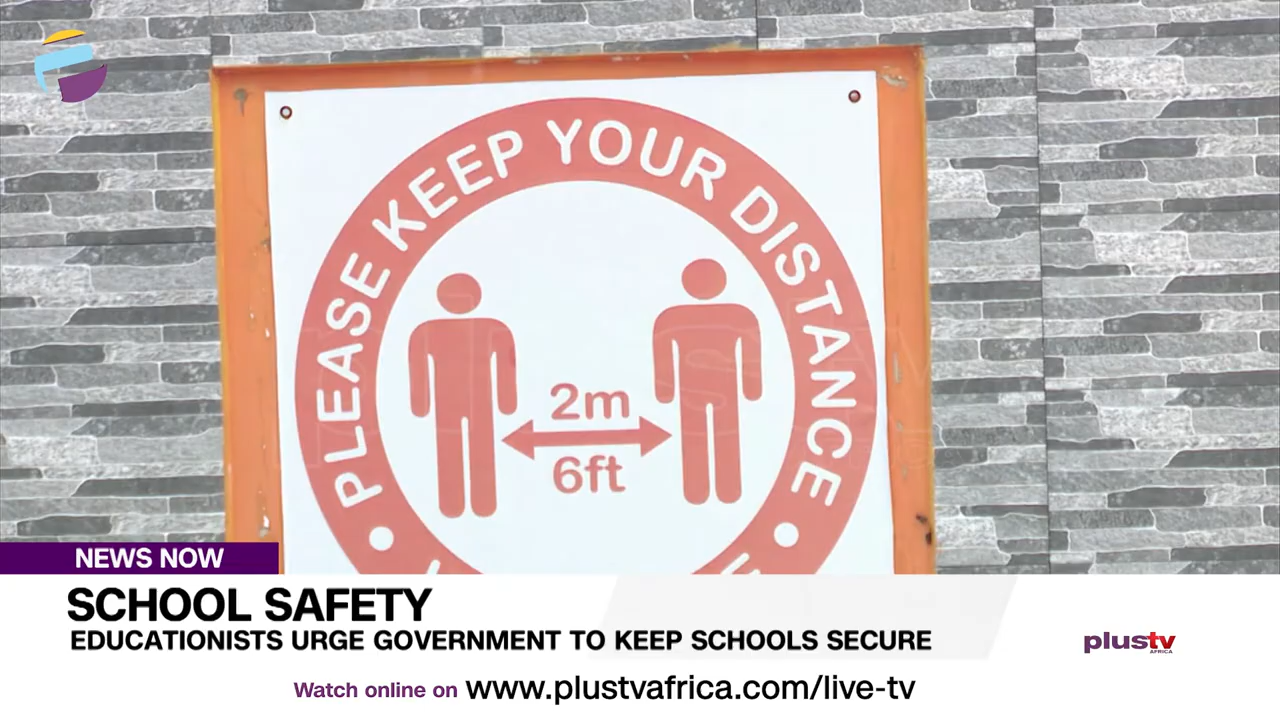 PLEASE KEEP YOUR DISTANCE
2m
6ft
NEWS NOW
SCHOOL SAFETY
EDUCATIONISTS URGE GOVERNMENT TO KEEP SCHOOLS SECURE
plustv
AFRICA
Watch online on www.plustvafrica.com/live-tv